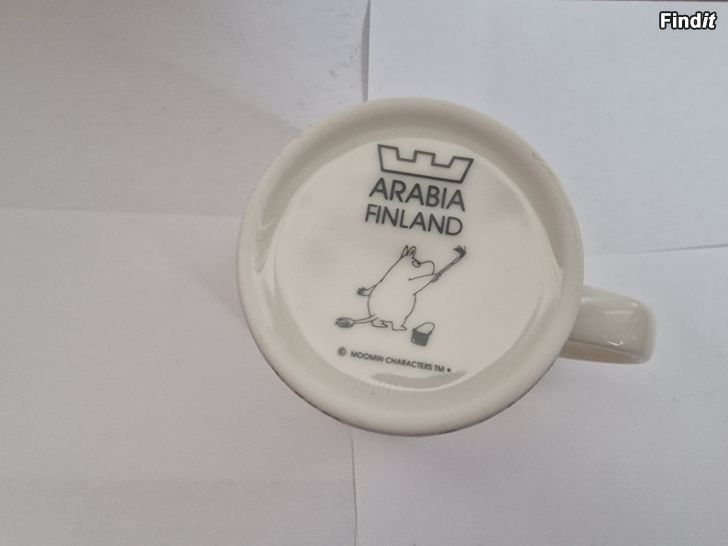 Findit
ARABIA
FINLAND
© MOOMIN CHARACTERS TM